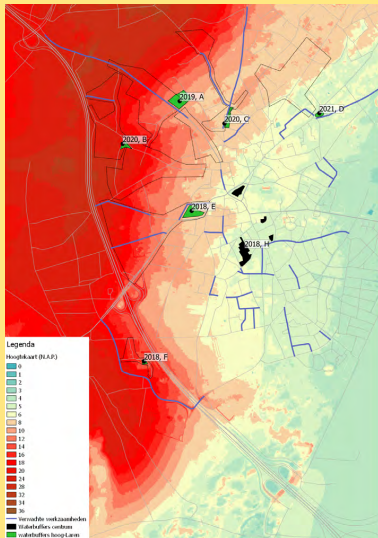 2019, A
2020, C
2021, D
2020, B
2018, E
2018, H
2018, F
Legenda
Hoogtekaart (N.A.P.)
0
1
2
3
4
5
6
8
10
12
14
16
18
20
24
28
32
34
36
Verwachte werkzaamheden
Waterbuffers centrum
waterbuffers hoog-Laren